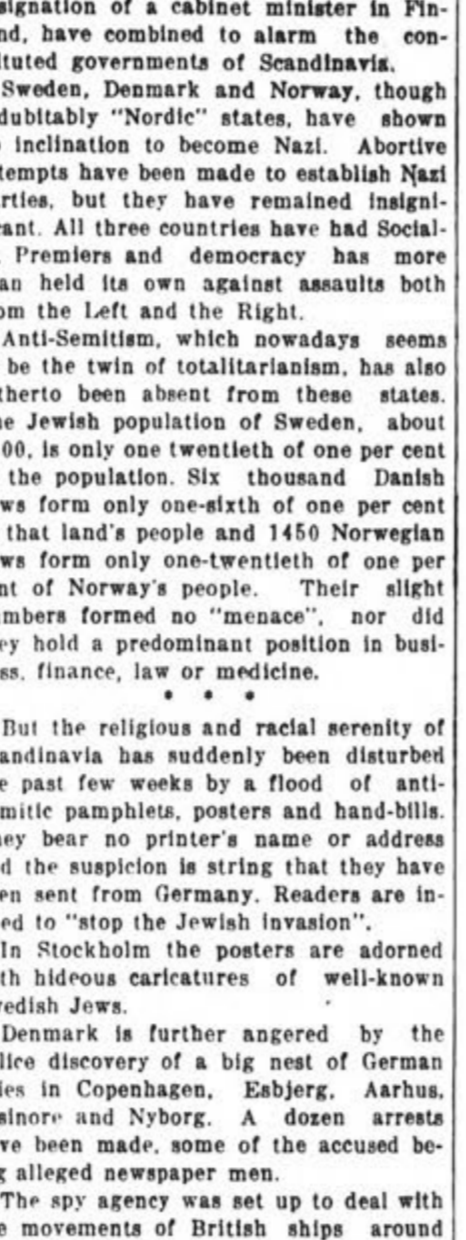 signation of a cabinet minister in Fin-
nd, have combined to alarm the con-
ituted governments of Scandinavia.
Sweden, Denmark and Norway, though
dubitably "Nordic" states, have shown
inclination to become Nazi. Abortive
tempts have been made to establish Nazi
rties, but they have remained insigni-
ant. All three countries have had Social-
. Premiers and democracy has more
an held its own against assaults both
om the Left and the Right.
Anti-Semitism, which nowadays seems
be the twin of totalitarianism, has also
therto been absent from these states.
ne Jewish population of Sweden, about
00, is only one twentieth of one per cent
the population. Six thousand Danish
ws form only one-sixth of one per cent
that land's people and 1450 Norwegian
ws form only one-twentieth of one per
nt of Norway's people. Their slight
mbers formed no "menace", nor did
ey hold a predominant position in busi-
ss, finance, law or medicine.
* * *
But the religious and racial serenity of
andinavia has suddenly been disturbed
e past few weeks by a flood of anti-
mitic pamphlets, posters and hand-bills.
hey bear no printer's name or address
d the suspicion is string that they have
en sent from Germany. Readers are in-
ed to "stop the Jewish invasion".
In Stockholm the posters are adorned
th hideous caricatures of well-known
vedish Jews.
Denmark is further angered by the
lice discovery of a big nest of German
ies in Copenhagen, Esbjerg, Aarhus,
sinore and Nyborg. A dozen arrests
ve been made, some of the accused be-
g alleged newspaper men.
The spy agency was set up to deal with
e movements of British ships around